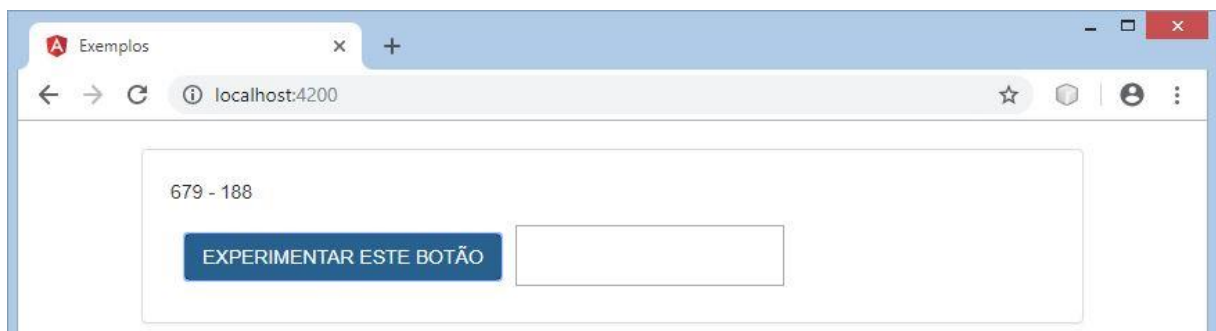 Exemplos
localhost:4200
679 - 188
EXPERIMENTAR ESTE BOTÃO